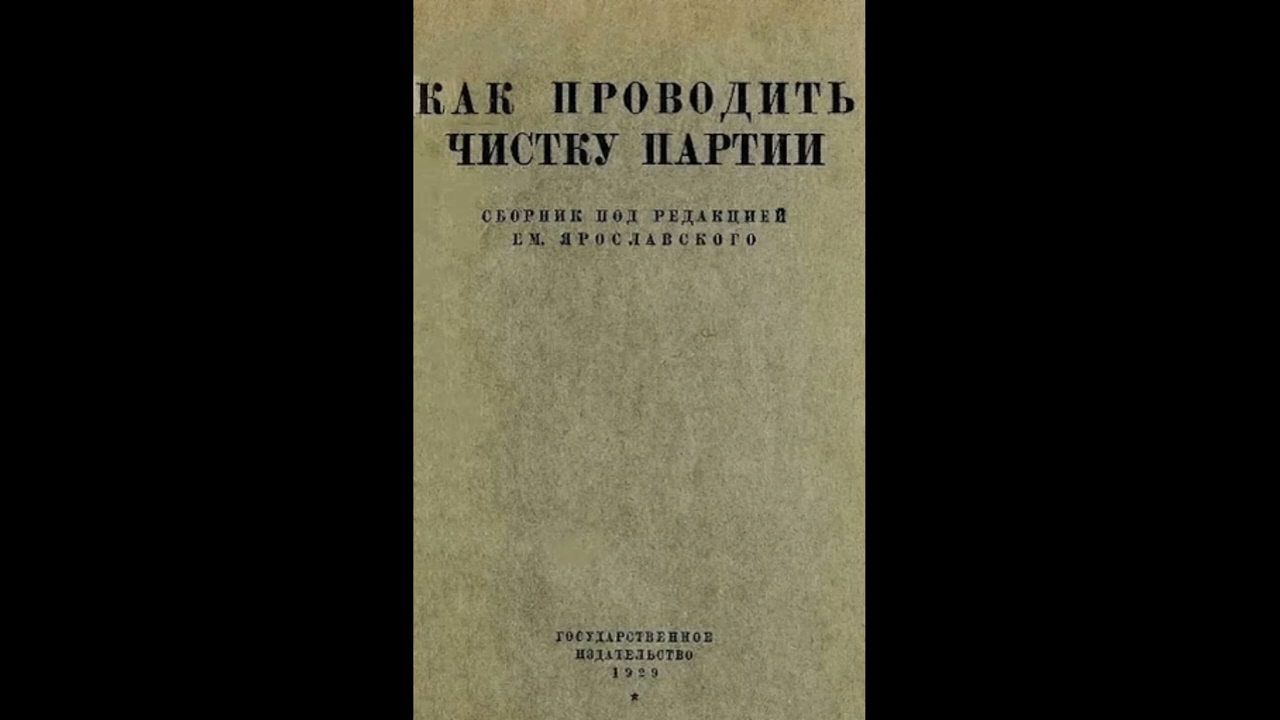 КАК ПРОВОДИТЬ
ЧИСТКУ ПАРТИИ
СБОРНИК ПОД РЕДАКЦИЕЙ
ЕМ. ЯРОСЛАВСКОГО
ГОСУДАРСТВЕННОЕ
ИЗДАТЕЛЬСТВО
1929